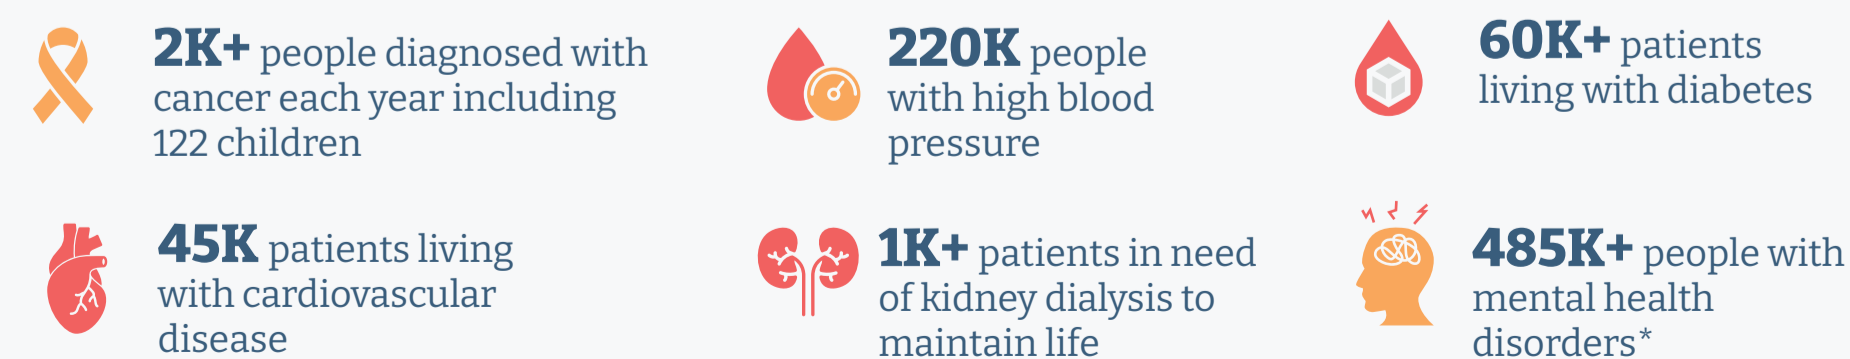 2K+ people diagnosed with
cancer each year including
122 children
220K people
with high blood
pressure
60K+ patients
living with diabetes
45K patients living
with cardiovascular
disease
1K+ patients in need
of kidney dialysis to
maintain life
485K+ people with
mental health
disorders*